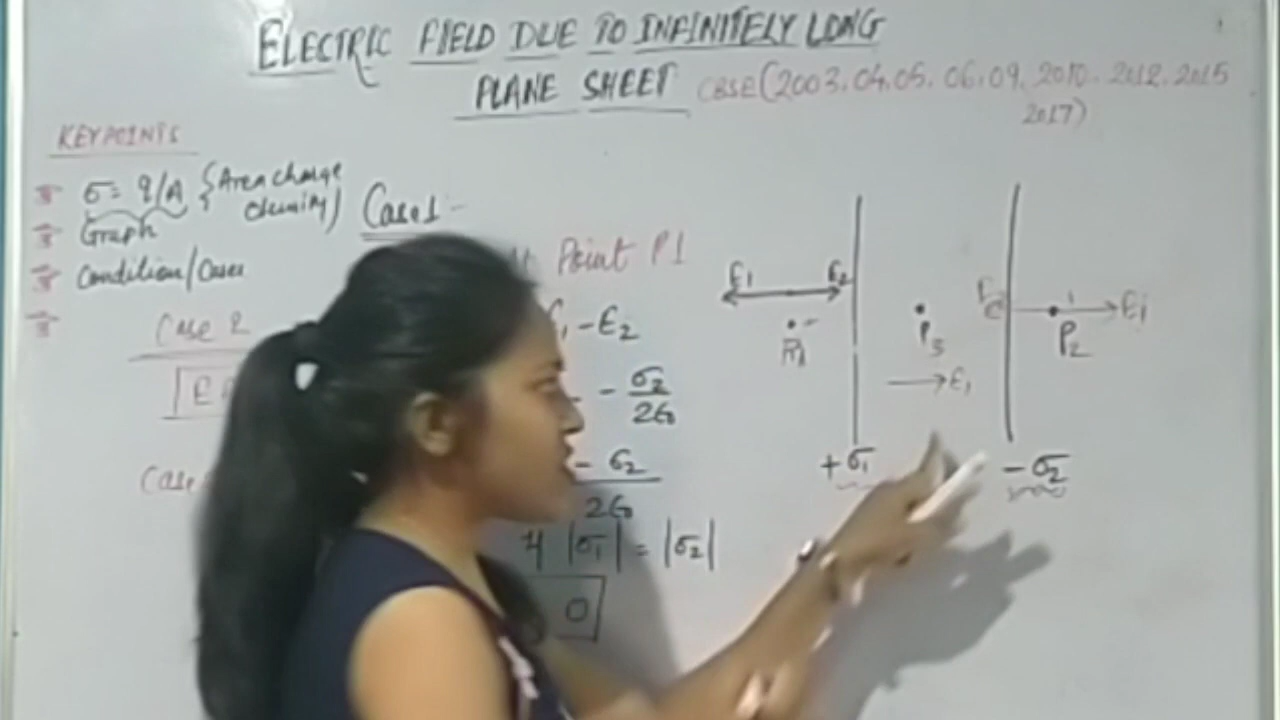 ELECTRIC FIELD DUE TO INFINITELY LONG
PLANE SHEET CBSE(2003.04.05.06.09.2010.2012.2015
2017)
KEYPOINTS
σ = q/A {Area charge
density}
Graph
Condition/Cases
Case 2
Case 1:-
Point P1
- E2
- σ2
2ε0
- σ2
2ε0
|σ1| = |σ2|
0
E1
E2
P1
+σ1
P3
E1
E1
P2
-σ2